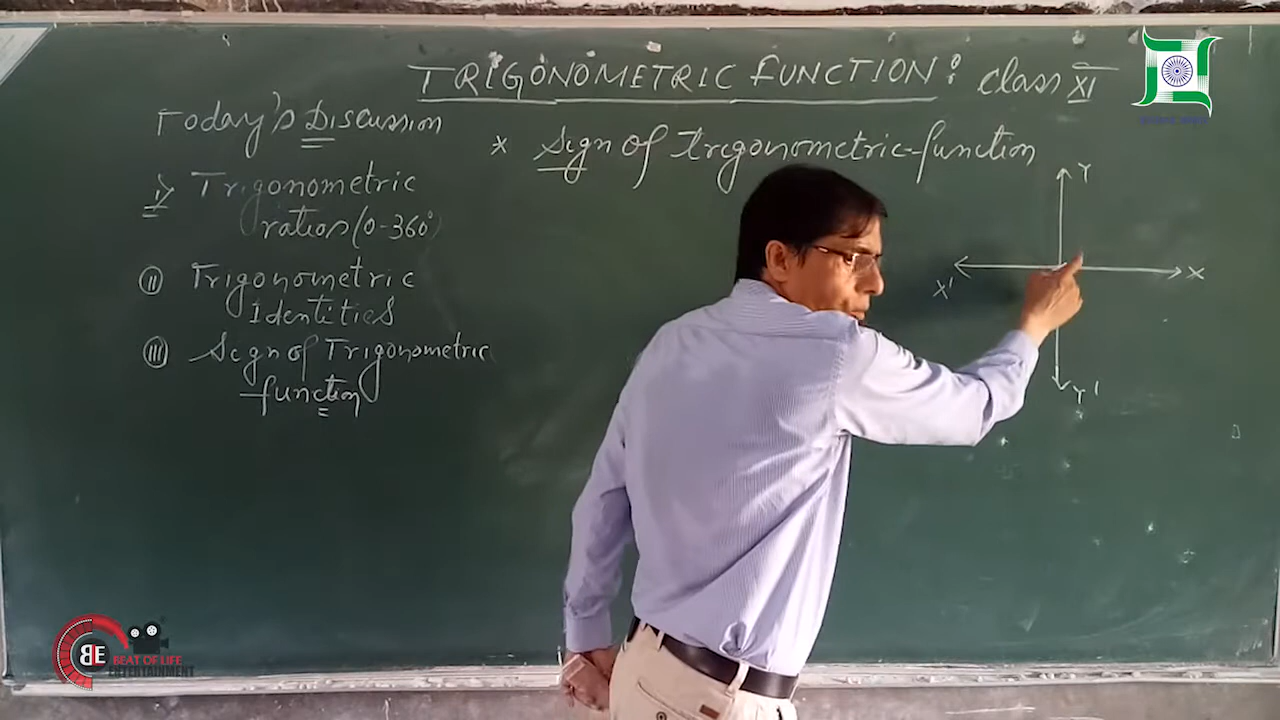 TRIGONOMETRIC FUNCTION: class XI
Today's Discussion
i) Trigonometric
ratios (0-360°)
(ii) Trigonometric
Identities
(iii) Sign of Trigonometric
function
* Sign of trigonometric-function
Y
X' X
Y'
BE BEAT OF LIFE
ENTERTAINMENT